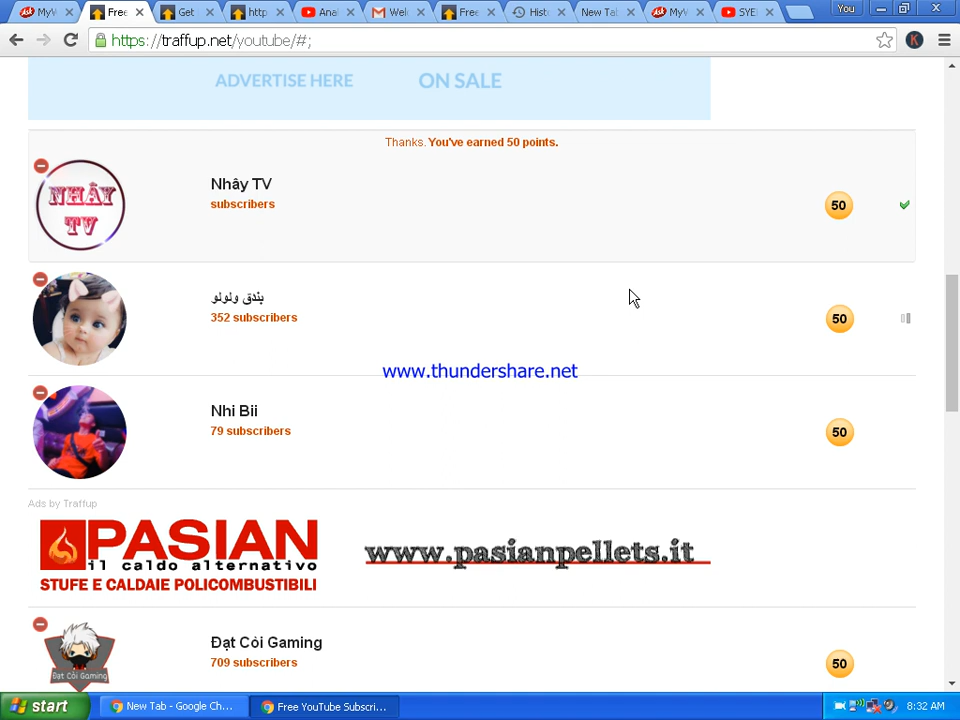 MyW
Free
Get
http
Anal
Welc
Free
Hist
New Tab
MyW
SYE
You
https://traffup.net/youtube/#;
K
ADVERTISE HERE
ON SALE
Thanks. You've earned 50 points.
NHÂY
TV
Nhây TV
subscribers
50
بندق ولولو
352 subscribers
50
www.thundershare.net
Nhi Bii
79 subscribers
50
Ads by Traffup
PASIAN
il caldo alternativo
STUFE E CALDAIE POLICOMBUSTIBILI
www.pasianpellets.it
Đạt Còi Gaming
Đạt Còi Gaming
709 subscribers
50
start
New Tab - Google Ch...
Free YouTube Subscri...
8:32 AM